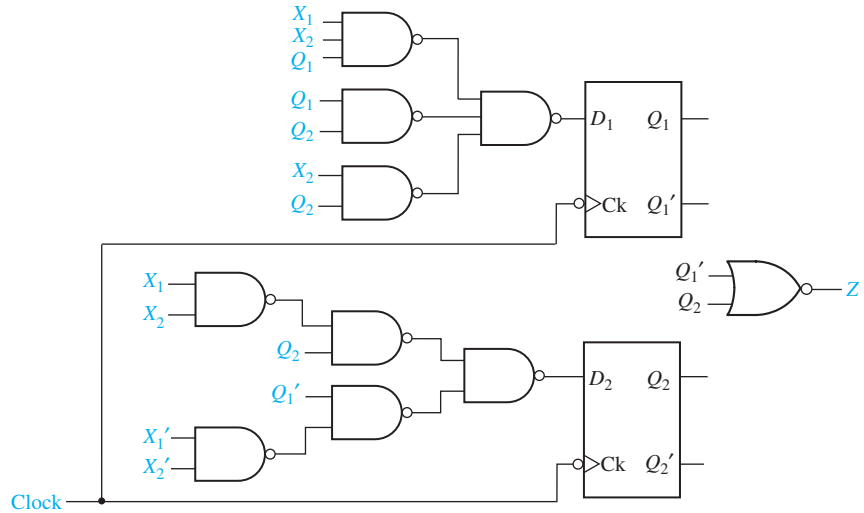 X₁
X₂
Q₁
Q₁
Q₂
X₂
Q₂
D₁ Q₁
Ck Q₁′
X₁
X₂
Q₂
Q₁′
X₁′
X₂′
Q₁′
Q₂
Z
D₂ Q₂
Ck Q₂′
Clock